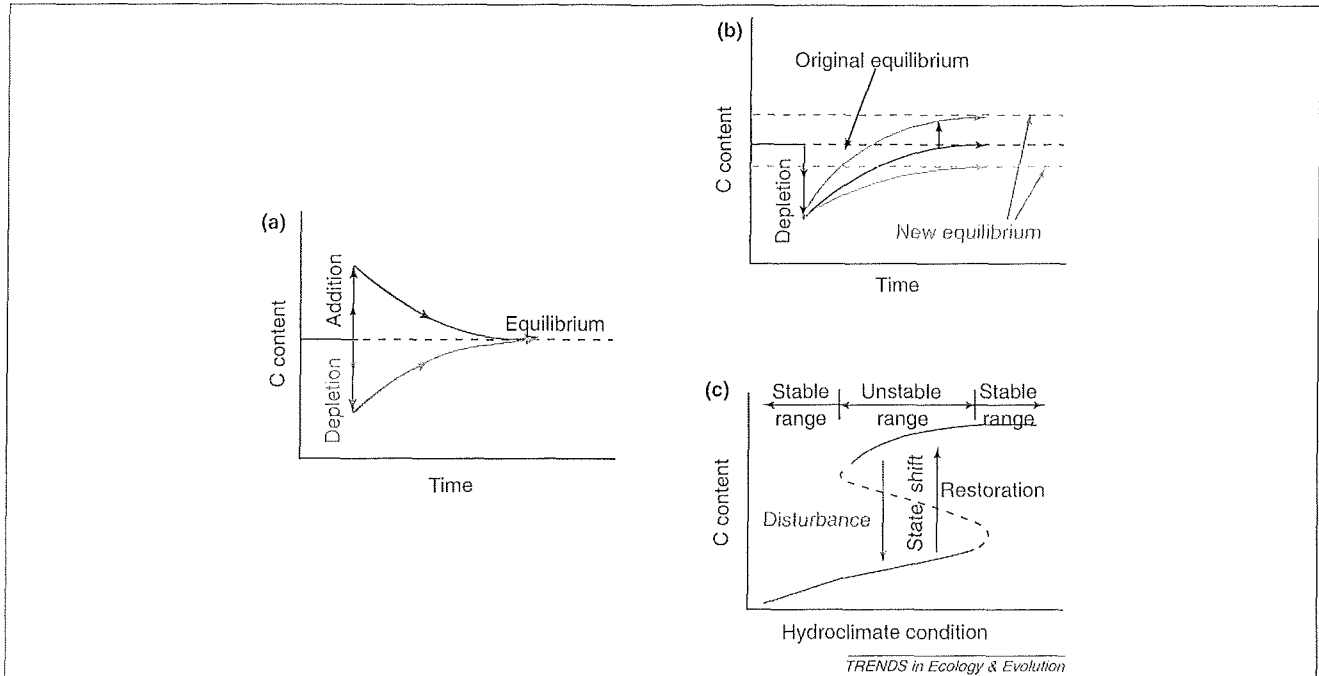 (a)
C content
Addition
Depletion
Equilibrium
Time
(b)
C content
Original equilibrium
Depletion
New equilibrium
Time
(c)
C content
Stable
range
Unstable
range
Stable
range
Disturbance
State shift
Restoration
Hydroclimate condition
TRENDS in Ecology & Evolution